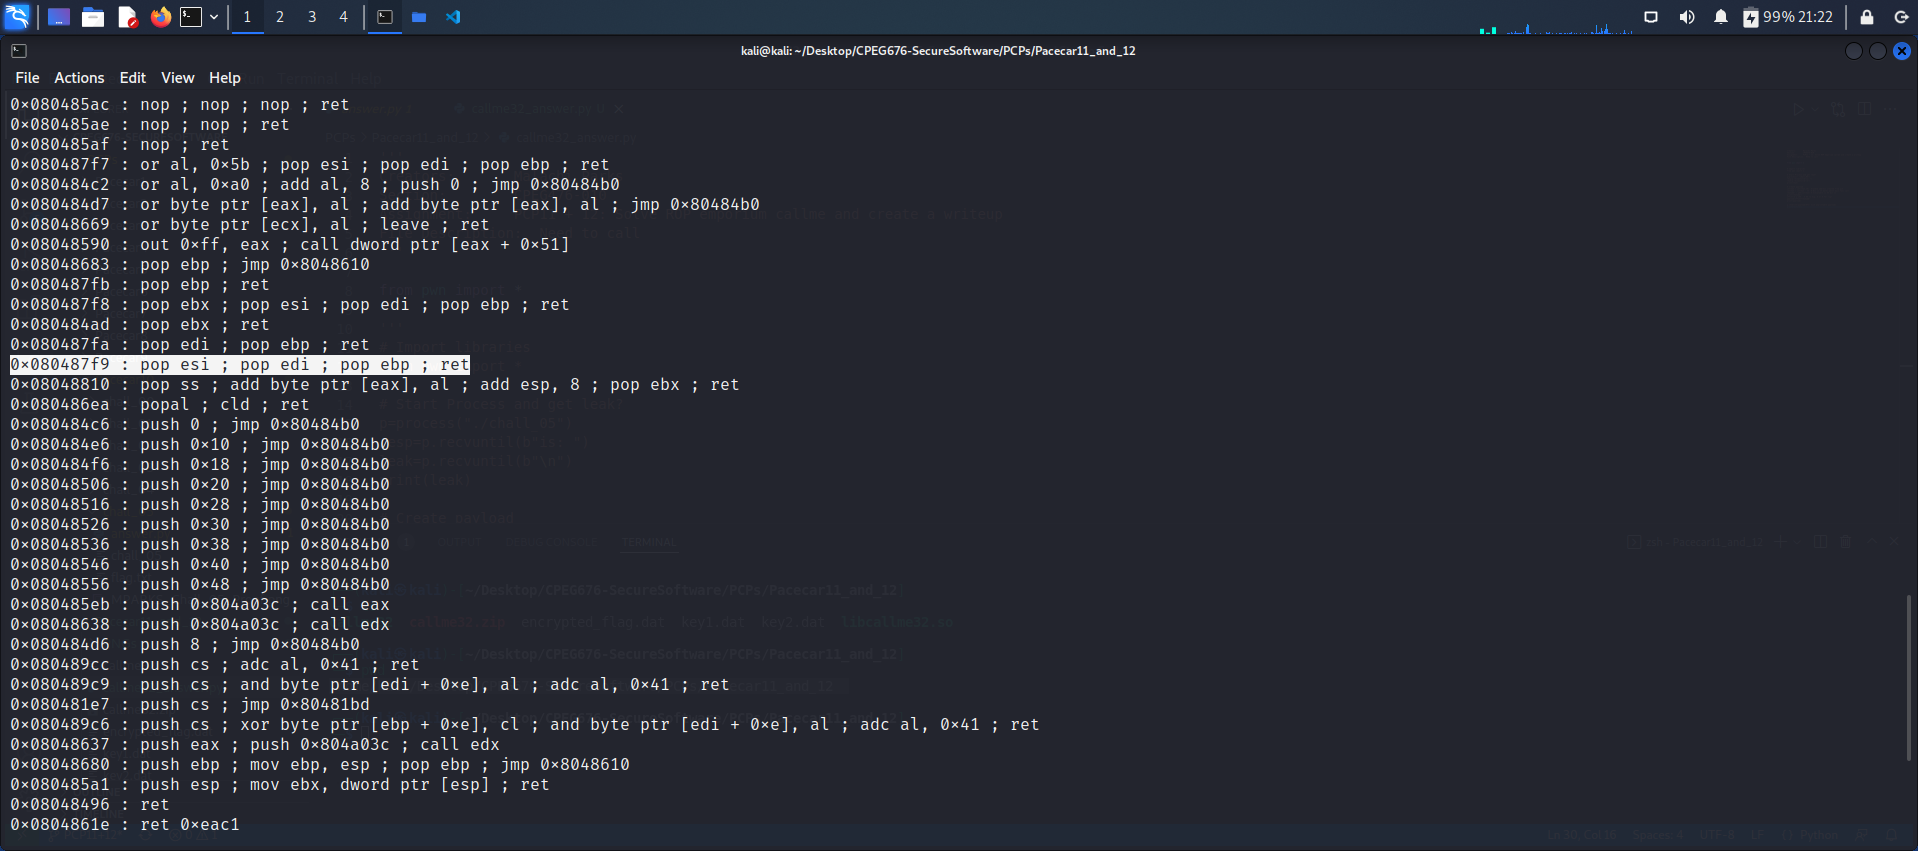 1 2 3 4 99% 21:22
kali@kali: ~/Desktop/CPEG676-SecureSoftware/PCPs/Pacecar11_and_12
File Actions Edit View Help
0×080485ac : nop ; nop ; nop ; ret
0×080485ae : nop ; nop ; ret
0×080485af : nop ; ret
0×080487f7 : or al, 0×5b ; pop esi ; pop edi ; pop ebp ; ret
0×080484c2 : or al, 0×a0 ; add al, 8 ; push 0 ; jmp 0×80484b0
0×080484d7 : or byte ptr [eax], al ; add byte ptr [eax], al ; jmp 0×80484b0
0×08048669 : or byte ptr [ecx], al ; leave ; ret
0×08048590 : out 0×ff, eax ; call dword ptr [eax + 0×51]
0×08048683 : pop ebp ; jmp 0×8048610
0×080487fb : pop ebp ; ret
0×080487f8 : pop ebx ; pop esi ; pop edi ; pop ebp ; ret
0×080484ad : pop ebx ; ret
0×080487fa : pop edi ; pop ebp ; ret
0×080487f9 : pop esi ; pop edi ; pop ebp ; ret
0×08048810 : pop ss ; add byte ptr [eax], al ; add esp, 8 ; pop ebx ; ret
0×080486ea : popal ; cld ; ret
0×080484c6 : push 0 ; jmp 0×80484b0
0×080484e6 : push 0×10 ; jmp 0×80484b0
0×080484f6 : push 0×18 ; jmp 0×80484b0
0×08048506 : push 0×20 ; jmp 0×80484b0
0×08048516 : push 0×28 ; jmp 0×80484b0
0×08048526 : push 0×30 ; jmp 0×80484b0
0×08048536 : push 0×38 ; jmp 0×80484b0
0×08048546 : push 0×40 ; jmp 0×80484b0
0×08048556 : push 0×48 ; jmp 0×80484b0
0×080485eb : push 0×804a03c ; call eax
0×08048638 : push 0×804a03c ; call edx
0×080484d6 : push 8 ; jmp 0×80484b0
0×080489cc : push cs ; adc al, 0×41 ; ret
0×080489c9 : push cs ; and byte ptr [edi + 0×e], al ; adc al, 0×41 ; ret
0×080481e7 : push cs ; jmp 0×80481bd
0×080489c6 : push cs ; xor byte ptr [ebp + 0×e], cl ; and byte ptr [edi + 0×e], al ; adc al, 0×41 ; ret
0×08048637 : push eax ; push 0×804a03c ; call edx
0×08048680 : push ebp ; mov ebp, esp ; pop ebp ; jmp 0×8048610
0×080485a1 : push esp ; mov ebx, dword ptr [esp] ; ret
0×08048496 : ret
0×0804861e : ret 0×eac1